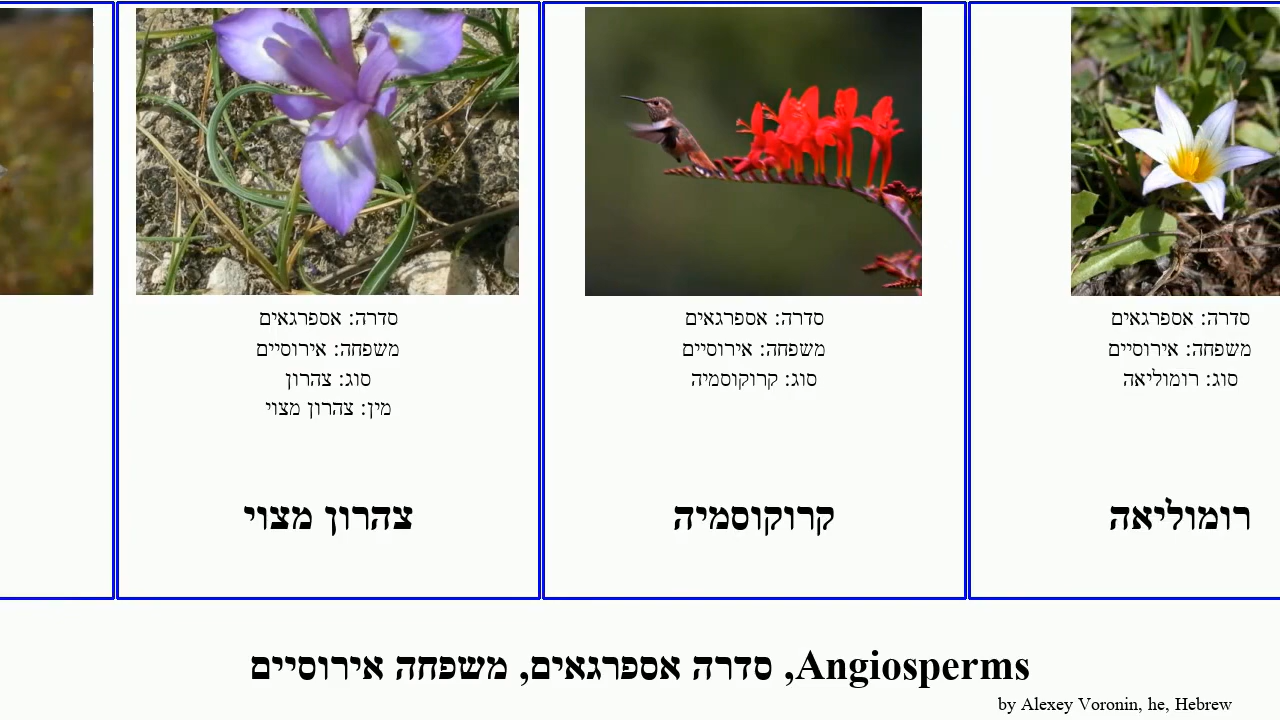 סדרה: אספרגאים
משפחה: אירוסיים
סוג: צהרון
מין: צהרון מצוי
צהרון מצוי
סדרה: אספרגאים
משפחה: אירוסיים
סוג: קרוקוסמיה
קרוקוסמיה
סדרה: אספרגאים
משפחה: אירוסיים
סוג: רומוליאה
רומוליאה
Angiosperms, סדרה אספרגאים, משפחה אירוסיים
by Alexey Voronin, he, Hebrew